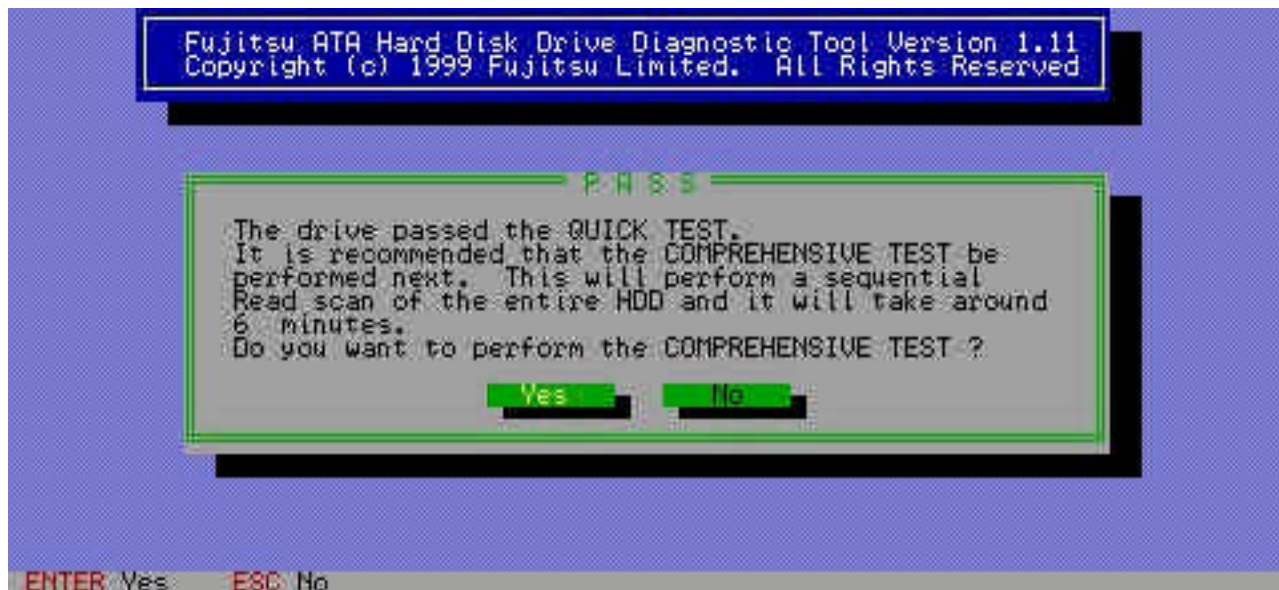 Fujitsu ATA Hard Disk Drive Diagnostic Tool Version 1.11
Copyright (c) 1999 Fujitsu Limited.  All Rights Reserved
P A S S
The drive passed the QUICK TEST.
It is recommended that the COMPREHENSIVE TEST be
performed next.  This will perform a sequential
Read scan of the entire HDD and it will take around
6  minutes.
Do you want to perform the COMPREHENSIVE TEST ?
Yes No
ENTER Yes ESC No